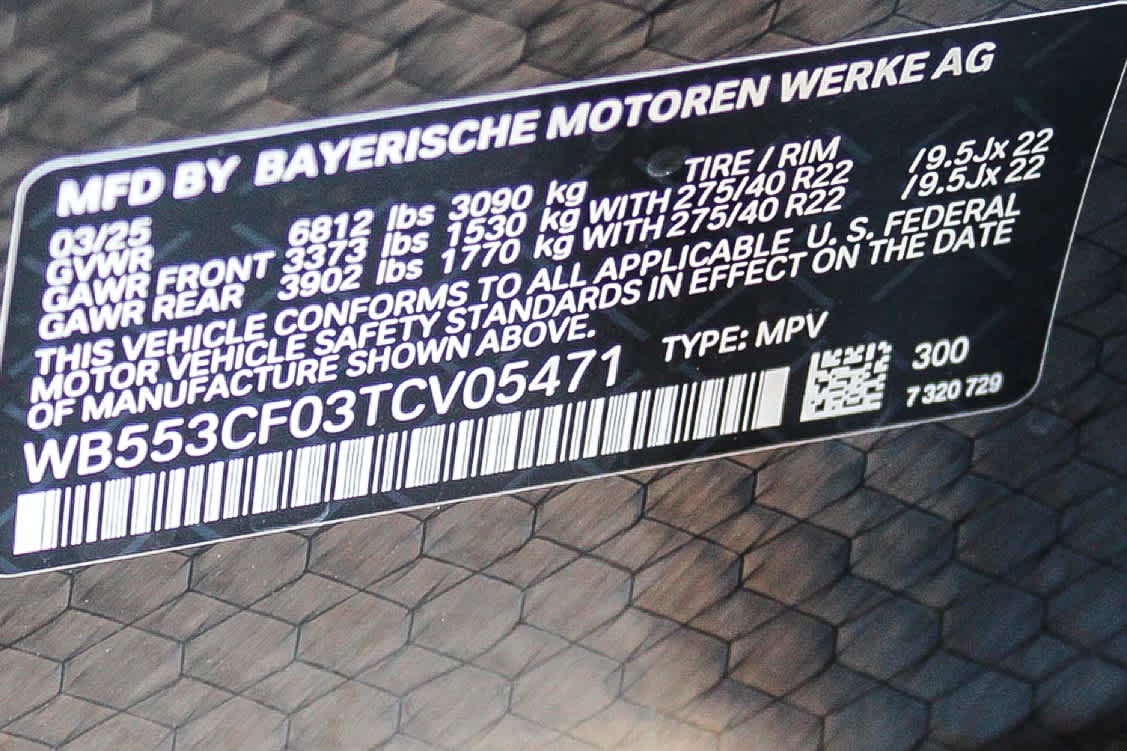 MFD BY BAYERISCHE MOTOREN WERKE AG
03/25 TIRE / RIM
GVWR 6812 lbs 3090 kg
GAWR FRONT 3373 lbs 1530 kg WITH 275/40 R22 /9.5Jx 22
GAWR REAR 3902 lbs 1770 kg WITH 275/40 R22 /9.5Jx 22
THIS VEHICLE CONFORMS TO ALL APPLICABLE U. S. FEDERAL
MOTOR VEHICLE SAFETY STANDARDS IN EFFECT ON THE DATE
OF MANUFACTURE SHOWN ABOVE.
WB553CF03TCV05471 TYPE: MPV
300
7 320 729